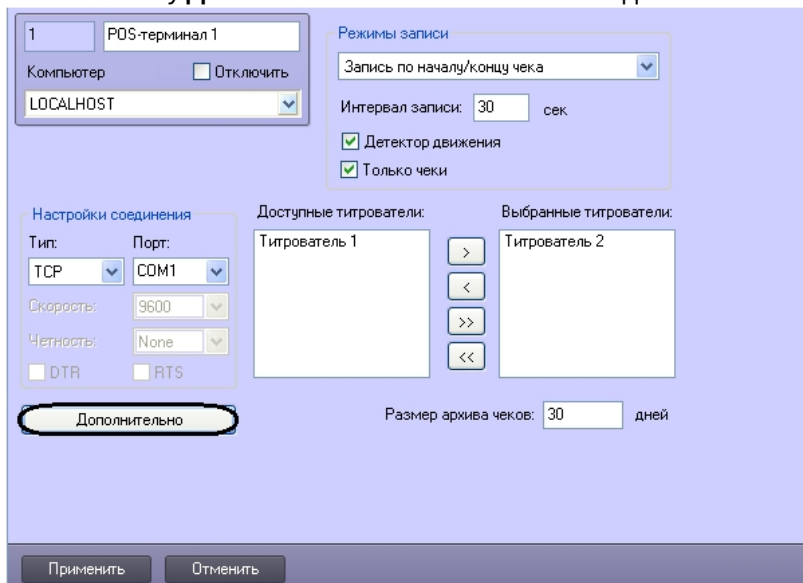 1 POS-терминал 1
Компьютер Отключить
LOCALHOST
Режимы записи
Запись по началу/концу чека
Интервал записи: 30 сек
Детектор движения
Только чеки
Настройки соединения
Тип: Порт:
TCP COM1
Скорость: 9600
Четность: None
DTR RTS
Доступные титрователи:
Титрователь 1
>
<
>>
<<
Выбранные титрователи:
Титрователь 2
Дополнительно
Размер архива чеков: 30 дней
Применить Отменить